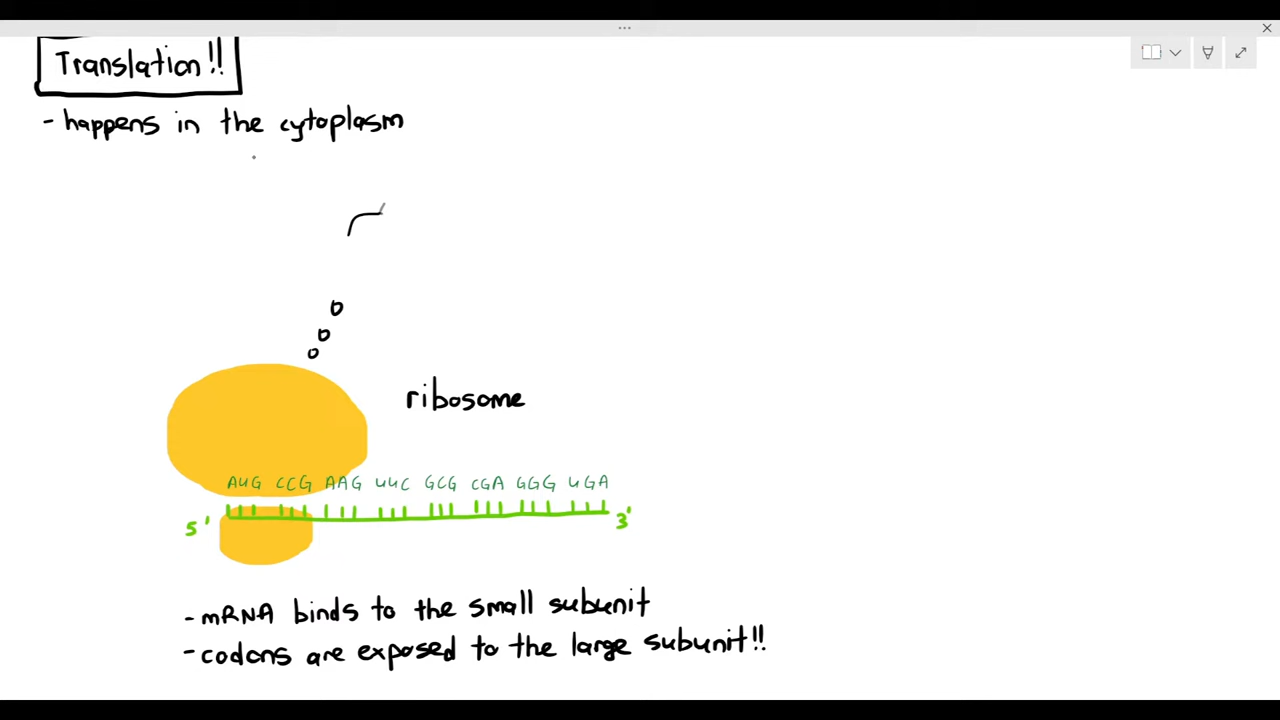 Translation!!
- happens in the cytoplasm
ribosome
AUG CCG AAG UUC GCG CGA GGG UGA
5' 3'
- mRNA binds to the small subunit
- codons are exposed to the large subunit!!